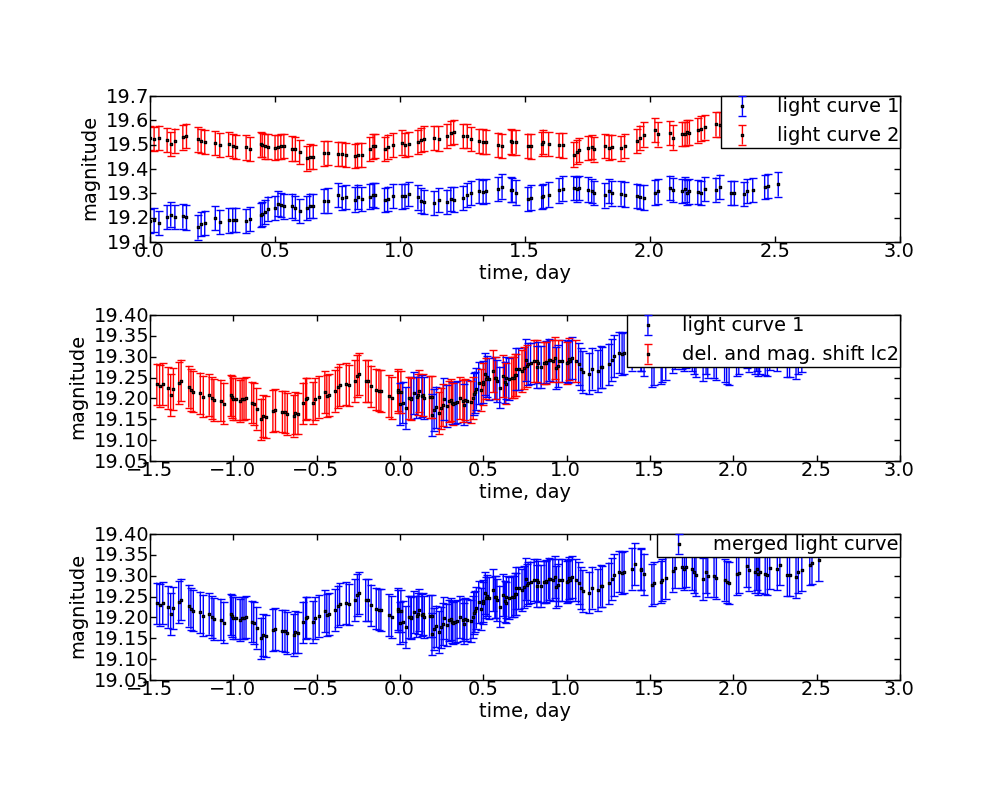 19.7
19.6
19.5
19.4
19.3
19.2
19.1
magnitude
light curve 1
light curve 2
0.0 0.5 1.0 1.5 2.0 2.5 3.0
time, day
19.40
19.35
19.30
19.25
19.20
19.15
19.10
19.05
magnitude
light curve 1
del. and mag. shift lc2
−1.5 −1.0 −0.5 0.0 0.5 1.0 1.5 2.0 2.5 3.0
time, day
19.40
19.35
19.30
19.25
19.20
19.15
19.10
19.05
magnitude
merged light curve
−1.5 −1.0 −0.5 0.0 0.5 1.0 1.5 2.0 2.5 3.0
time, day